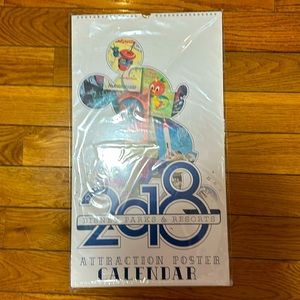 2018
DISNEY PARKS & RESORTS
ATTRACTION POSTER
CALENDAR